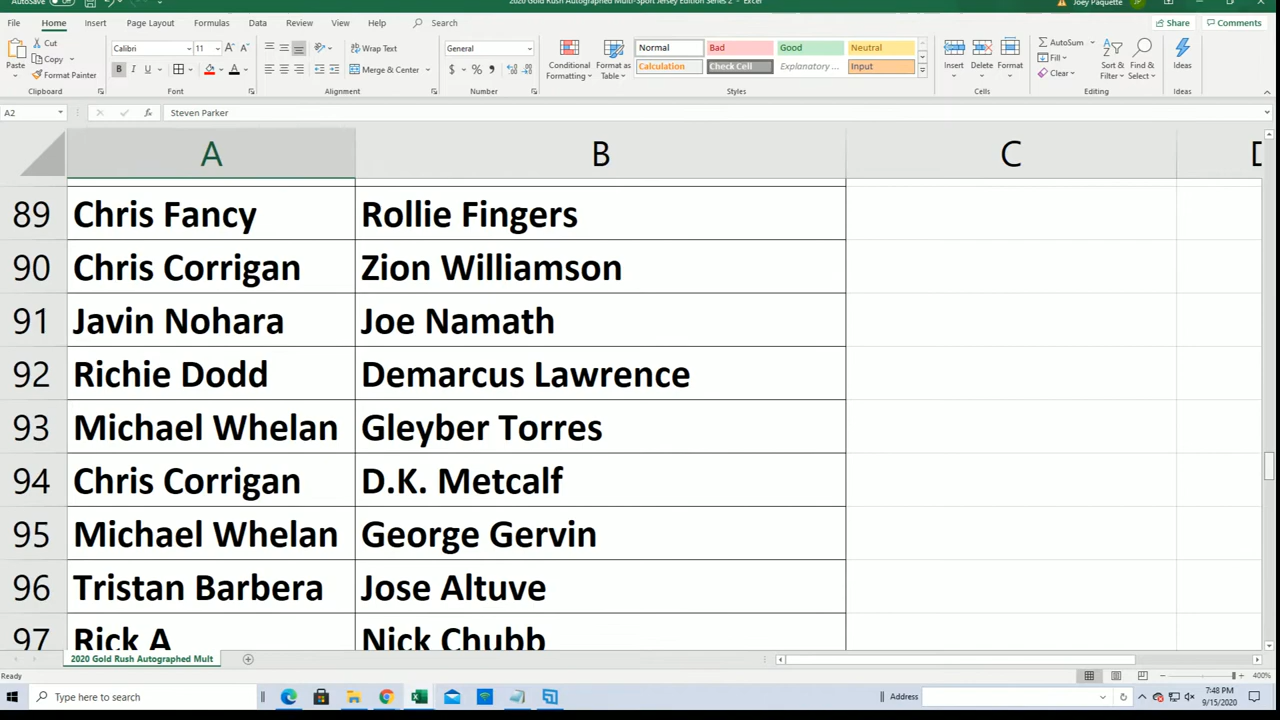 AutoSave Off 2020 Gold Rush Autographed Multi-Sport Jersey Edition Series 2 - Excel Joey Paquette JP
File Home Insert Page Layout Formulas Data Review View Help Search Share Comments
Cut Calibri 11 Wrap Text General Normal Bad Good Neutral AutoSum
Copy Fill
Paste Format Painter Merge & Center Conditional Formatting Format as Table Calculation Check Cell Explanatory ... Input Insert Delete Format Clear Sort & Filter Find & Select Ideas
Clipboard Font Alignment Number Styles Cells Editing Ideas
A2 fx Steven Parker
A B C
89 Chris Fancy Rollie Fingers
90 Chris Corrigan Zion Williamson
91 Javin Nohara Joe Namath
92 Richie Dodd Demarcus Lawrence
93 Michael Whelan Gleyber Torres
94 Chris Corrigan D.K. Metcalf
95 Michael Whelan George Gervin
96 Tristan Barbera Jose Altuve
97 Rick A Nick Chubb
2020 Gold Rush Autographed Mult
Ready 400%
Type here to search Address 7:48 PM
9/15/2020